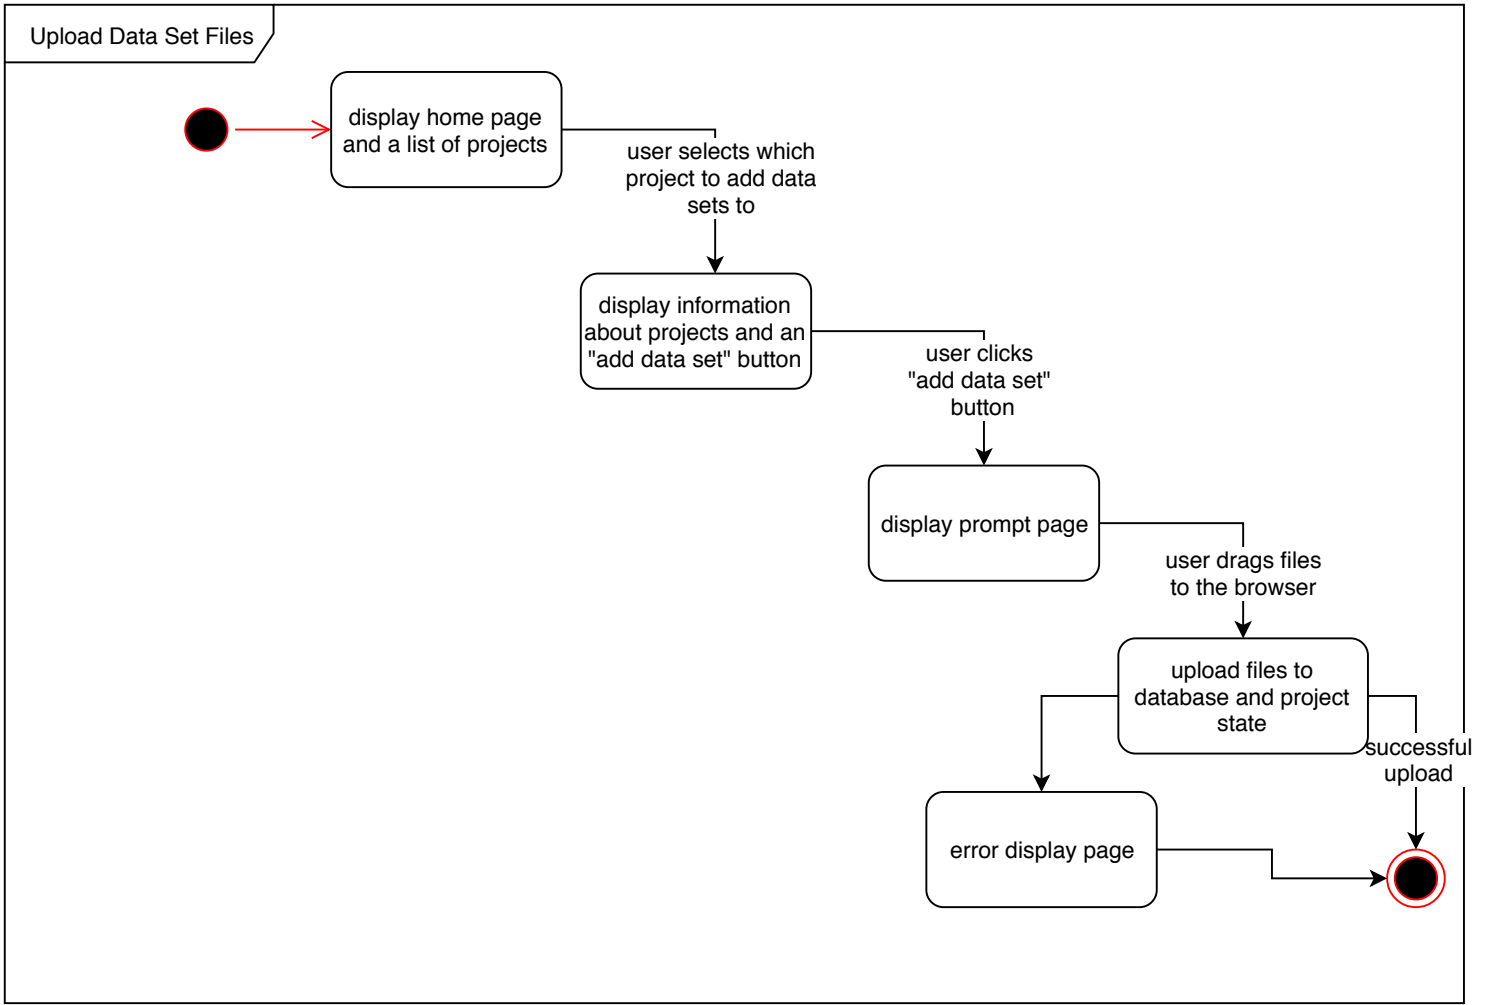 Upload Data Set Files
display home page
and a list of projects
user selects which
project to add data
sets to
display information
about projects and an
"add data set" button
user clicks
"add data set"
button
display prompt page
user drags files
to the browser
upload files to
database and project
state
successful
upload
error display page